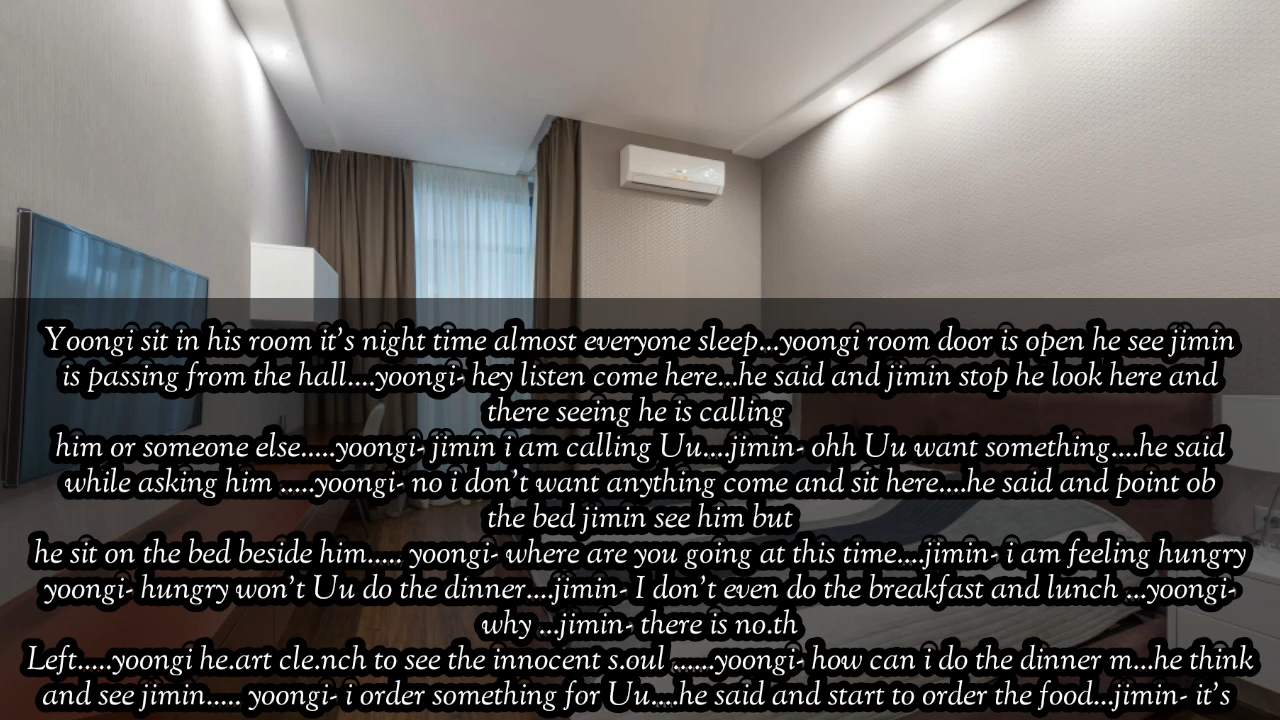 Yoongi sit in his room it's night time almost everyone sleep...yoongi room door is open he see jimin
is passing from the hall....yoongi- hey listen come here...he said and jimin stop he look here and
there seeing he is calling
him or someone else.....yoongi- jimin i am calling Uu....jimin- ohh Uu want something....he said
while asking him .....yoongi- no i don't want anything come and sit here....he said and point ob
the bed jimin see him but
he sit on the bed beside him..... yoongi- where are you going at this time....jimin- i am feeling hungry
yoongi- hungry won't Uu do the dinner....jimin- I don't even do the breakfast and lunch ...yoongi-
why ...jimin- there is no.th
Left.....yoongi he.art cle.nch to see the innocent s.oul ......yoongi- how can i do the dinner m...he think
and see jimin..... yoongi- i order something for Uu....he said and start to order the food...jimin- it's